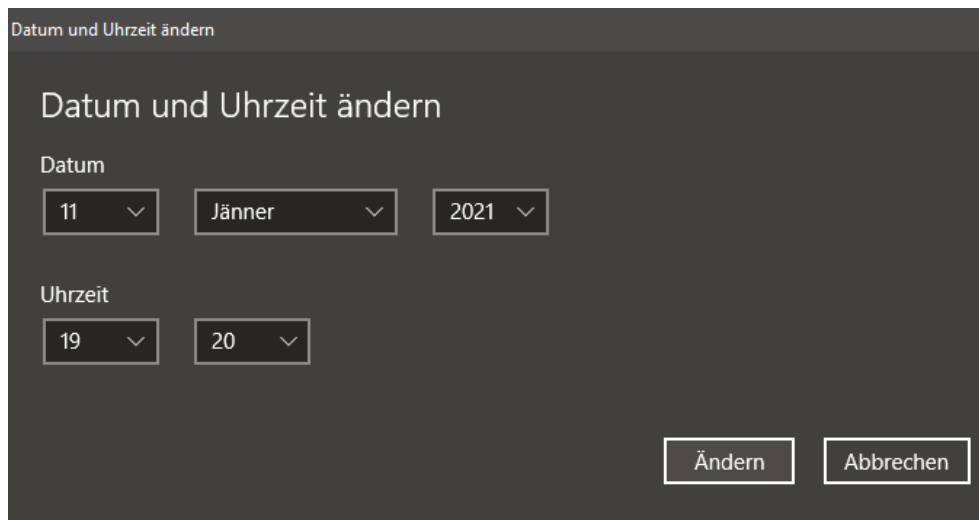 Datum und Uhrzeit ändern
Datum und Uhrzeit ändern
Datum
11 Jänner 2021
Uhrzeit
19 20
Ändern Abbrechen